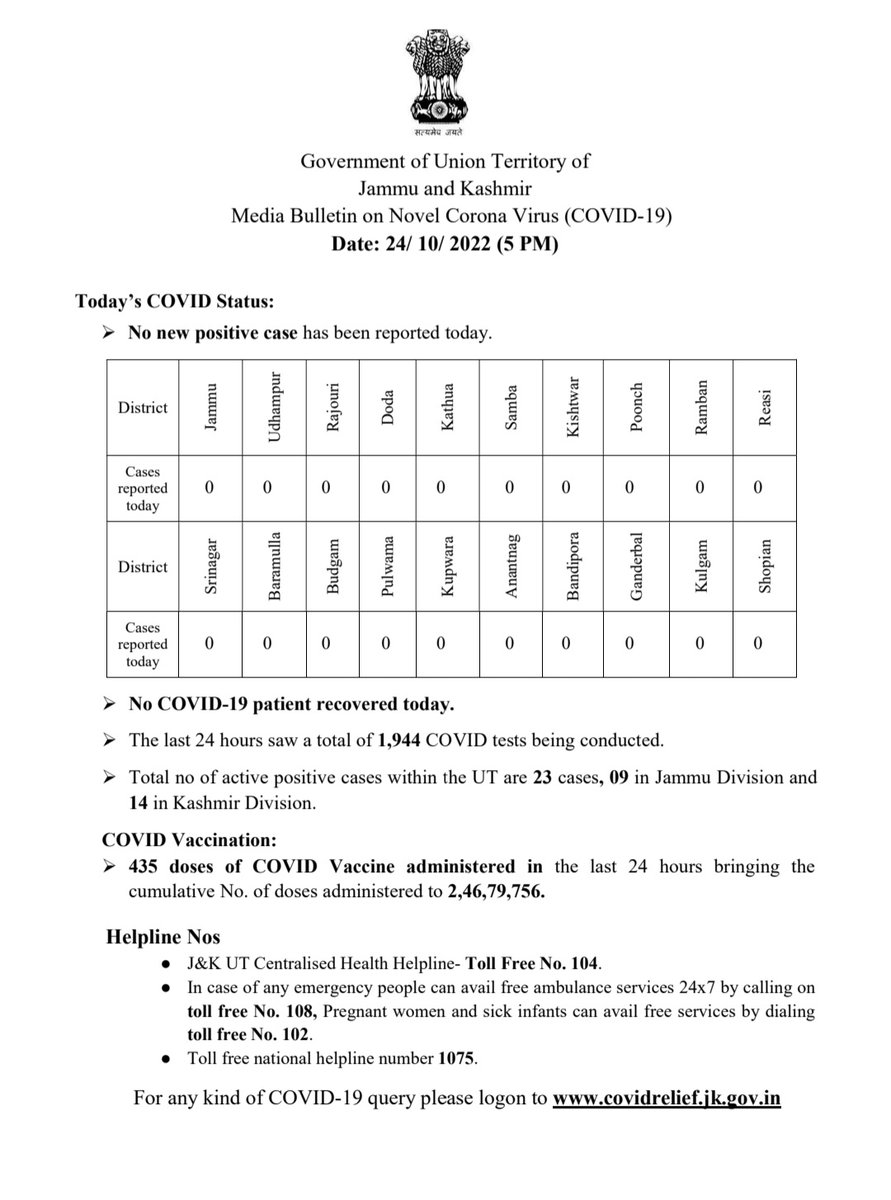 सत्यमेव जयते
Government of Union Territory of
Jammu and Kashmir
Media Bulletin on Novel Corona Virus (COVID-19)
Date: 24/ 10/ 2022 (5 PM)
Today’s COVID Status:
➢ No new positive case has been reported today.
District Jammu Udhampur Rajouri Doda Kathua Samba Kishtwar Poonch Ramban Reasi
Cases reported today 0 0 0 0 0 0 0 0 0 0
District Srinagar Baramulla Budgam Pulwama Kupwara Anantnag Bandipora Ganderbal Kulgam Shopian
Cases reported today 0 0 0 0 0 0 0 0 0 0
➢ No COVID-19 patient recovered today.
➢ The last 24 hours saw a total of 1,944 COVID tests being conducted.
➢ Total no of active positive cases within the UT are 23 cases, 09 in Jammu Division and
14 in Kashmir Division.
COVID Vaccination:
➢ 435 doses of COVID Vaccine administered in the last 24 hours bringing the
cumulative No. of doses administered to 2,46,79,756.
Helpline Nos
● J&K UT Centralised Health Helpline- Toll Free No. 104.
● In case of any emergency people can avail free ambulance services 24x7 by calling on
toll free No. 108, Pregnant women and sick infants can avail free services by dialing
toll free No. 102.
● Toll free national helpline number 1075.
For any kind of COVID-19 query please logon to www.covidrelief.jk.gov.in